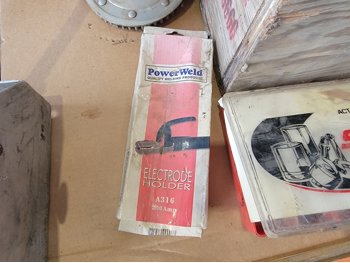 PowerWeld
QUALITY WELDING PRODUCTS
ELECTRODE
HOLDER
A316
ACT